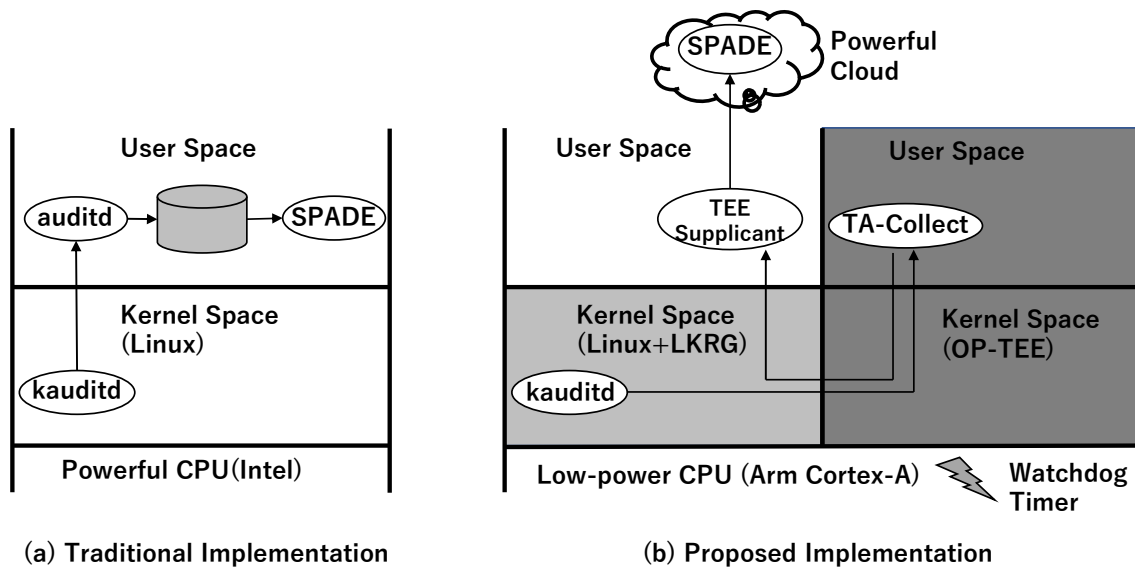 User Space
auditd
SPADE
Kernel Space
(Linux)
kauditd
Powerful CPU(Intel)
(a) Traditional Implementation
SPADE
Powerful
Cloud
User Space
User Space
TEE
Supplicant
TA-Collect
Kernel Space
(Linux+LKRG)
Kernel Space
(OP-TEE)
kauditd
Low-power CPU (Arm Cortex-A)
Watchdog
Timer
(b) Proposed Implementation